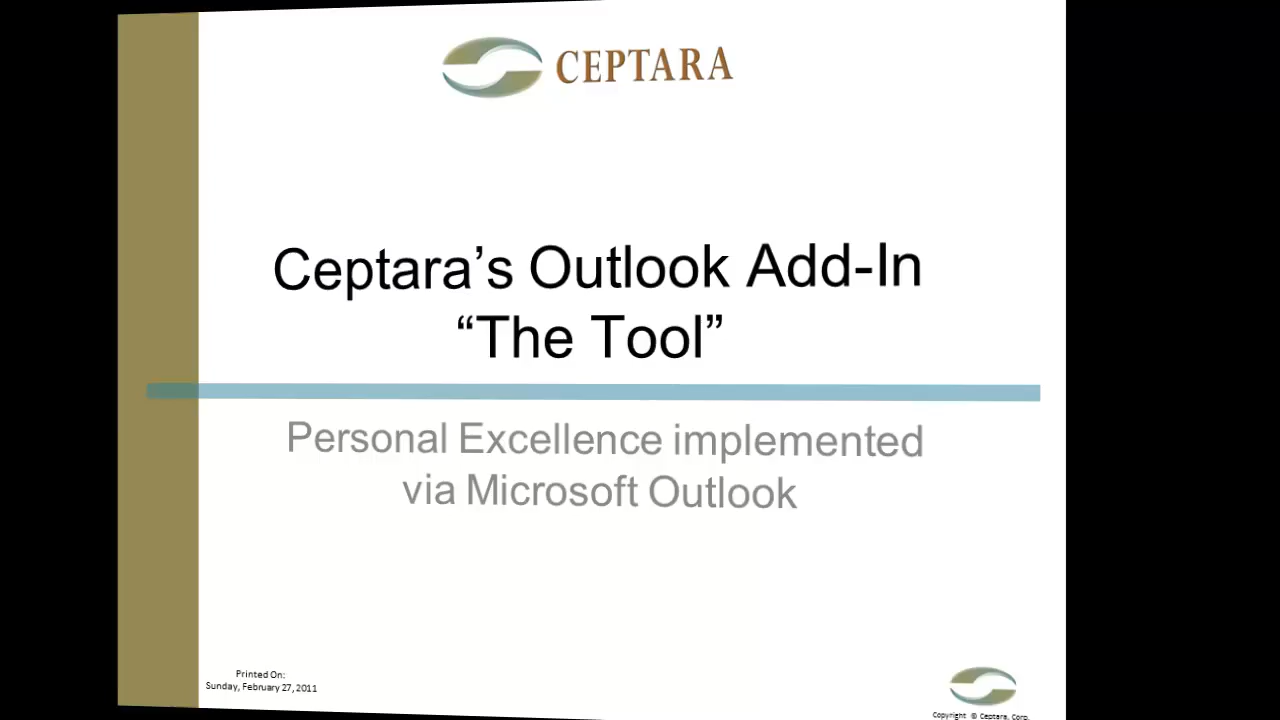 CEPTARA
Ceptara’s Outlook Add-In
“The Tool”
Personal Excellence implemented
via Microsoft Outlook
Printed On:
Sunday, February 27, 2011
Copyright © Ceptara, Corp.